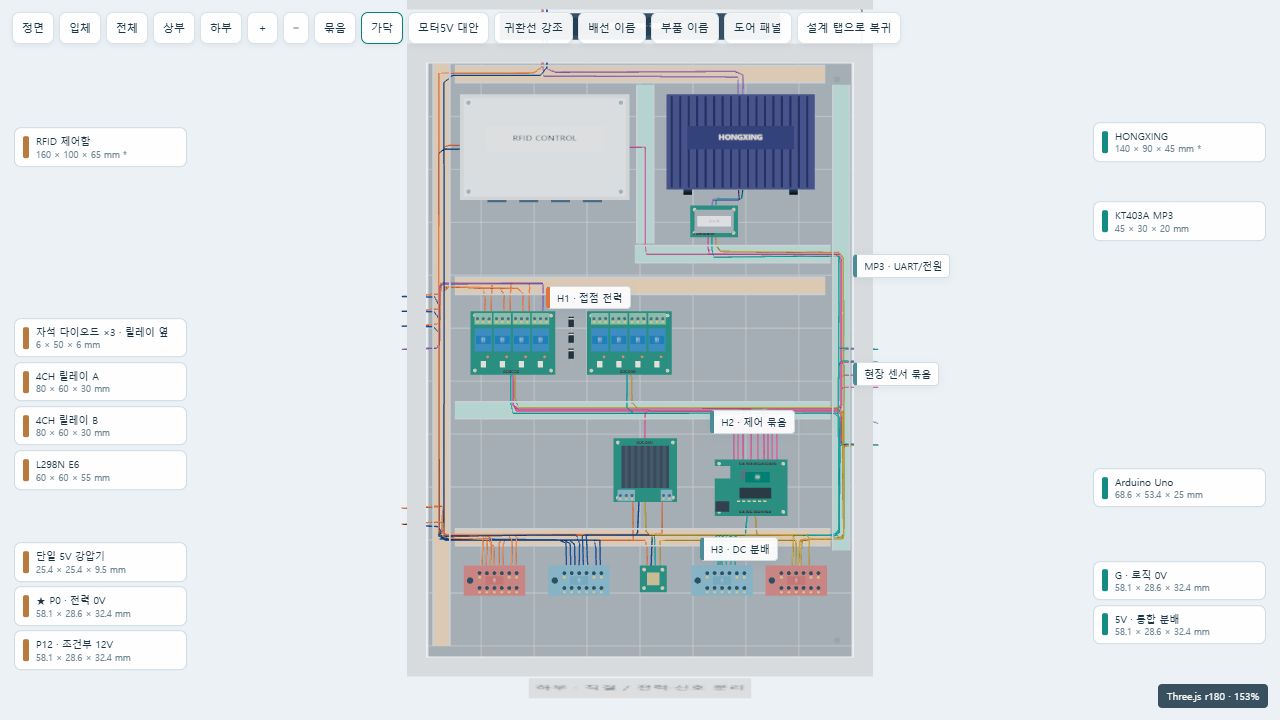 정면
입체
전체
상부
하부
+
−
묶음
가닥
모터5V 대안
귀환선 강조
배선 이름
부품 이름
도어 패널
설계 탭으로 복귀
RFID 제어함
160 × 100 × 65 mm *
자석 다이오드 ×3 · 릴레이 옆
6 × 50 × 6 mm
4CH 릴레이 A
80 × 60 × 30 mm
4CH 릴레이 B
80 × 60 × 30 mm
L298N E6
60 × 60 × 55 mm
단일 5V 강압기
25.4 × 25.4 × 9.5 mm
★ P0 · 전력 0V
58.1 × 28.6 × 32.4 mm
P12 · 조건부 12V
58.1 × 28.6 × 32.4 mm
RFID CONTROL
HONGXING
MP3 · UART/전원
H1 · 접점 전력
현장 센서 묶음
H2 · 제어 묶음
H3 · DC 분배
하부 · 직결 / 전력·신호 분리
HONGXING
140 × 90 × 45 mm *
KT403A MP3
45 × 30 × 20 mm
Arduino Uno
68.6 × 53.4 × 25 mm
G · 로직 0V
58.1 × 28.6 × 32.4 mm
5V · 통합 분배
58.1 × 28.6 × 32.4 mm
Three.js r180 · 153%